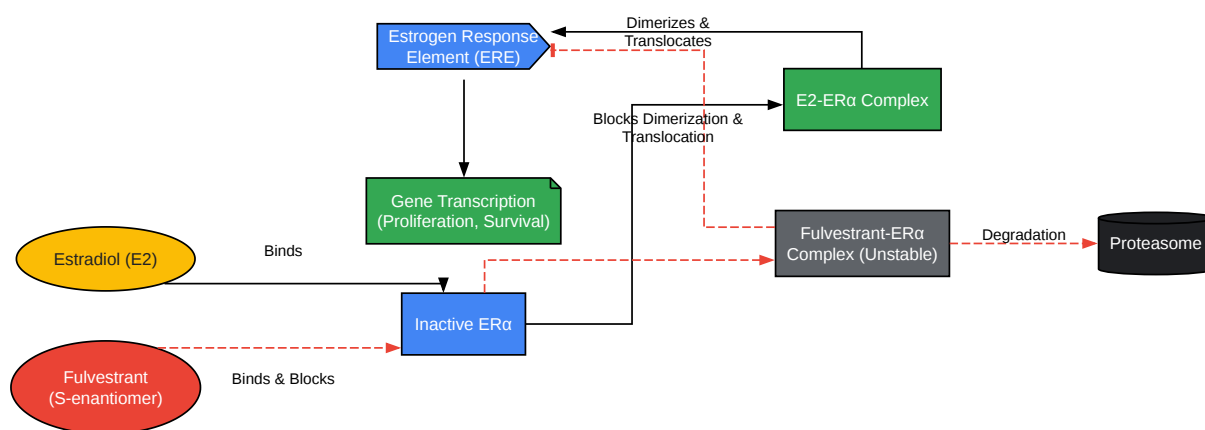 Dimerizes &
Translocates
Estrogen Response
Element (ERE)
E2-ERα Complex
Blocks Dimerization &
Translocation
Gene Transcription
(Proliferation, Survival)
Fulvestrant-ERα
Complex (Unstable)
Degradation
Proteasome
Estradiol (E2)
Binds
Inactive ERα
Fulvestrant
(S-enantiomer)
Binds & Blocks